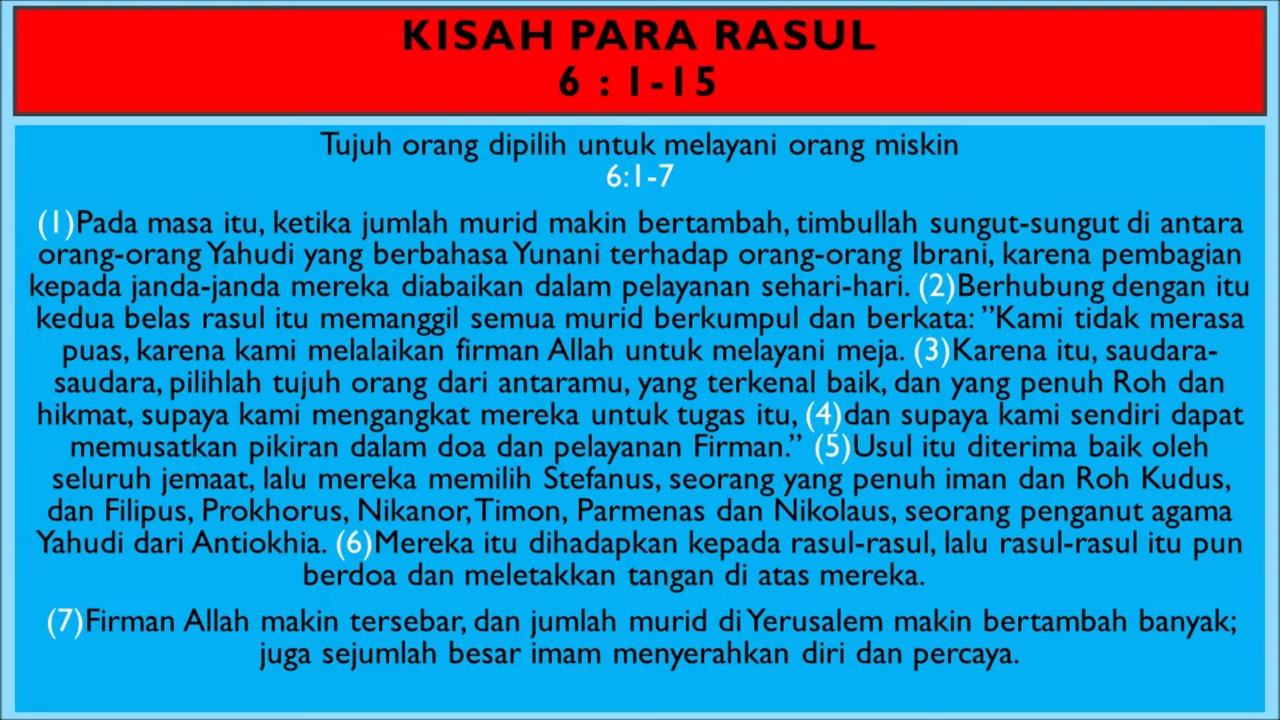 KISAH PARA RASUL
6 : 1-15
Tujuh orang dipilih untuk melayani orang miskin
6:1-7
(1)Pada masa itu, ketika jumlah murid makin bertambah, timbullah sungut-sungut di antara
orang-orang Yahudi yang berbahasa Yunani terhadap orang-orang Ibrani, karena pembagian
kepada janda-janda mereka diabaikan dalam pelayanan sehari-hari. (2)Berhubung dengan itu
kedua belas rasul itu memanggil semua murid berkumpul dan berkata: ”Kami tidak merasa
puas, karena kami melalaikan firman Allah untuk melayani meja. (3)Karena itu, saudara-
saudara, pilihlah tujuh orang dari antaramu, yang terkenal baik, dan yang penuh Roh dan
hikmat, supaya kami mengangkat mereka untuk tugas itu, (4)dan supaya kami sendiri dapat
memusatkan pikiran dalam doa dan pelayanan Firman.” (5)Usul itu diterima baik oleh
seluruh jemaat, lalu mereka memilih Stefanus, seorang yang penuh iman dan Roh Kudus,
dan Filipus, Prokhorus, Nikanor, Timon, Parmenas dan Nikolaus, seorang penganut agama
Yahudi dari Antiokhia. (6)Mereka itu dihadapkan kepada rasul-rasul, lalu rasul-rasul itu pun
berdoa dan meletakkan tangan di atas mereka.
(7)Firman Allah makin tersebar, dan jumlah murid di Yerusalem makin bertambah banyak;
juga sejumlah besar imam menyerahkan diri dan percaya.